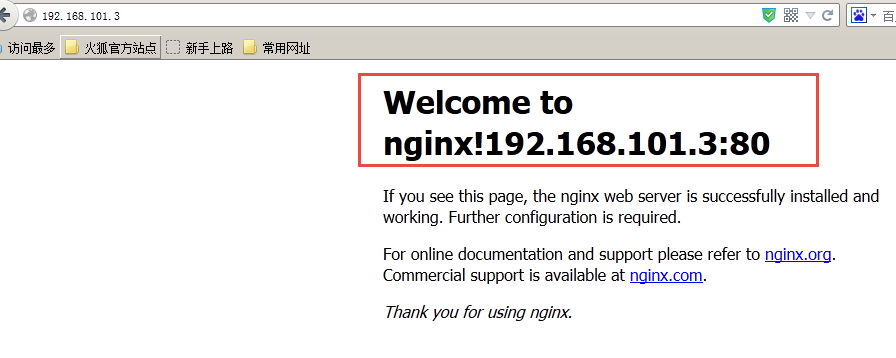 192.168.101.3
百
访问最多 火狐官方站点 新手上路 常用网址
Welcome to
nginx!192.168.101.3:80
If you see this page, the nginx web server is successfully installed and
working. Further configuration is required.
For online documentation and support please refer to nginx.org.
Commercial support is available at nginx.com.
Thank you for using nginx.